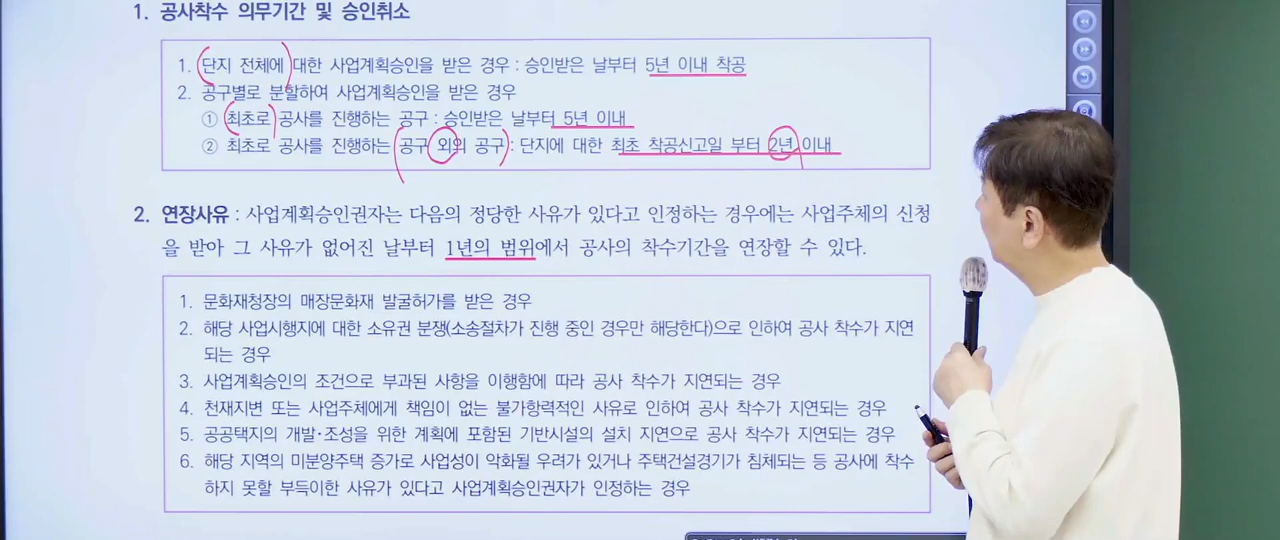 1. 공사착수 의무기간 및 승인취소
1. 단지 전체에 대한 사업계획승인을 받은 경우 : 승인받은 날부터 5년 이내 착공
2. 공구별로 분할하여 사업계획승인을 받은 경우
① 최초로 공사를 진행하는 공구 : 승인받은 날부터 5년 이내
② 최초로 공사를 진행하는 공구 외의 공구 : 단지에 대한 최초 착공신고일 부터 2년 이내
2. 연장사유 : 사업계획승인권자는 다음의 정당한 사유가 있다고 인정하는 경우에는 사업주체의 신청
을 받아 그 사유가 없어진 날부터 1년의 범위에서 공사의 착수기간을 연장할 수 있다.
1. 문화재청장의 매장문화재 발굴허가를 받은 경우
2. 해당 사업시행지에 대한 소유권 분쟁(소송절차가 진행 중인 경우만 해당한다)으로 인하여 공사 착수가 지연
되는 경우
3. 사업계획승인의 조건으로 부과된 사항을 이행함에 따라 공사 착수가 지연되는 경우
4. 천재지변 또는 사업주체에게 책임이 없는 불가항력적인 사유로 인하여 공사 착수가 지연되는 경우
5. 공공택지의 개발·조성을 위한 계획에 포함된 기반시설의 설치 지연으로 공사 착수가 지연되는 경우
6. 해당 지역의 미분양주택 증가로 사업성이 악화될 우려가 있거나 주택건설경기가 침체되는 등 공사에 착수
하지 못할 부득이한 사유가 있다고 사업계획승인권자가 인정하는 경우